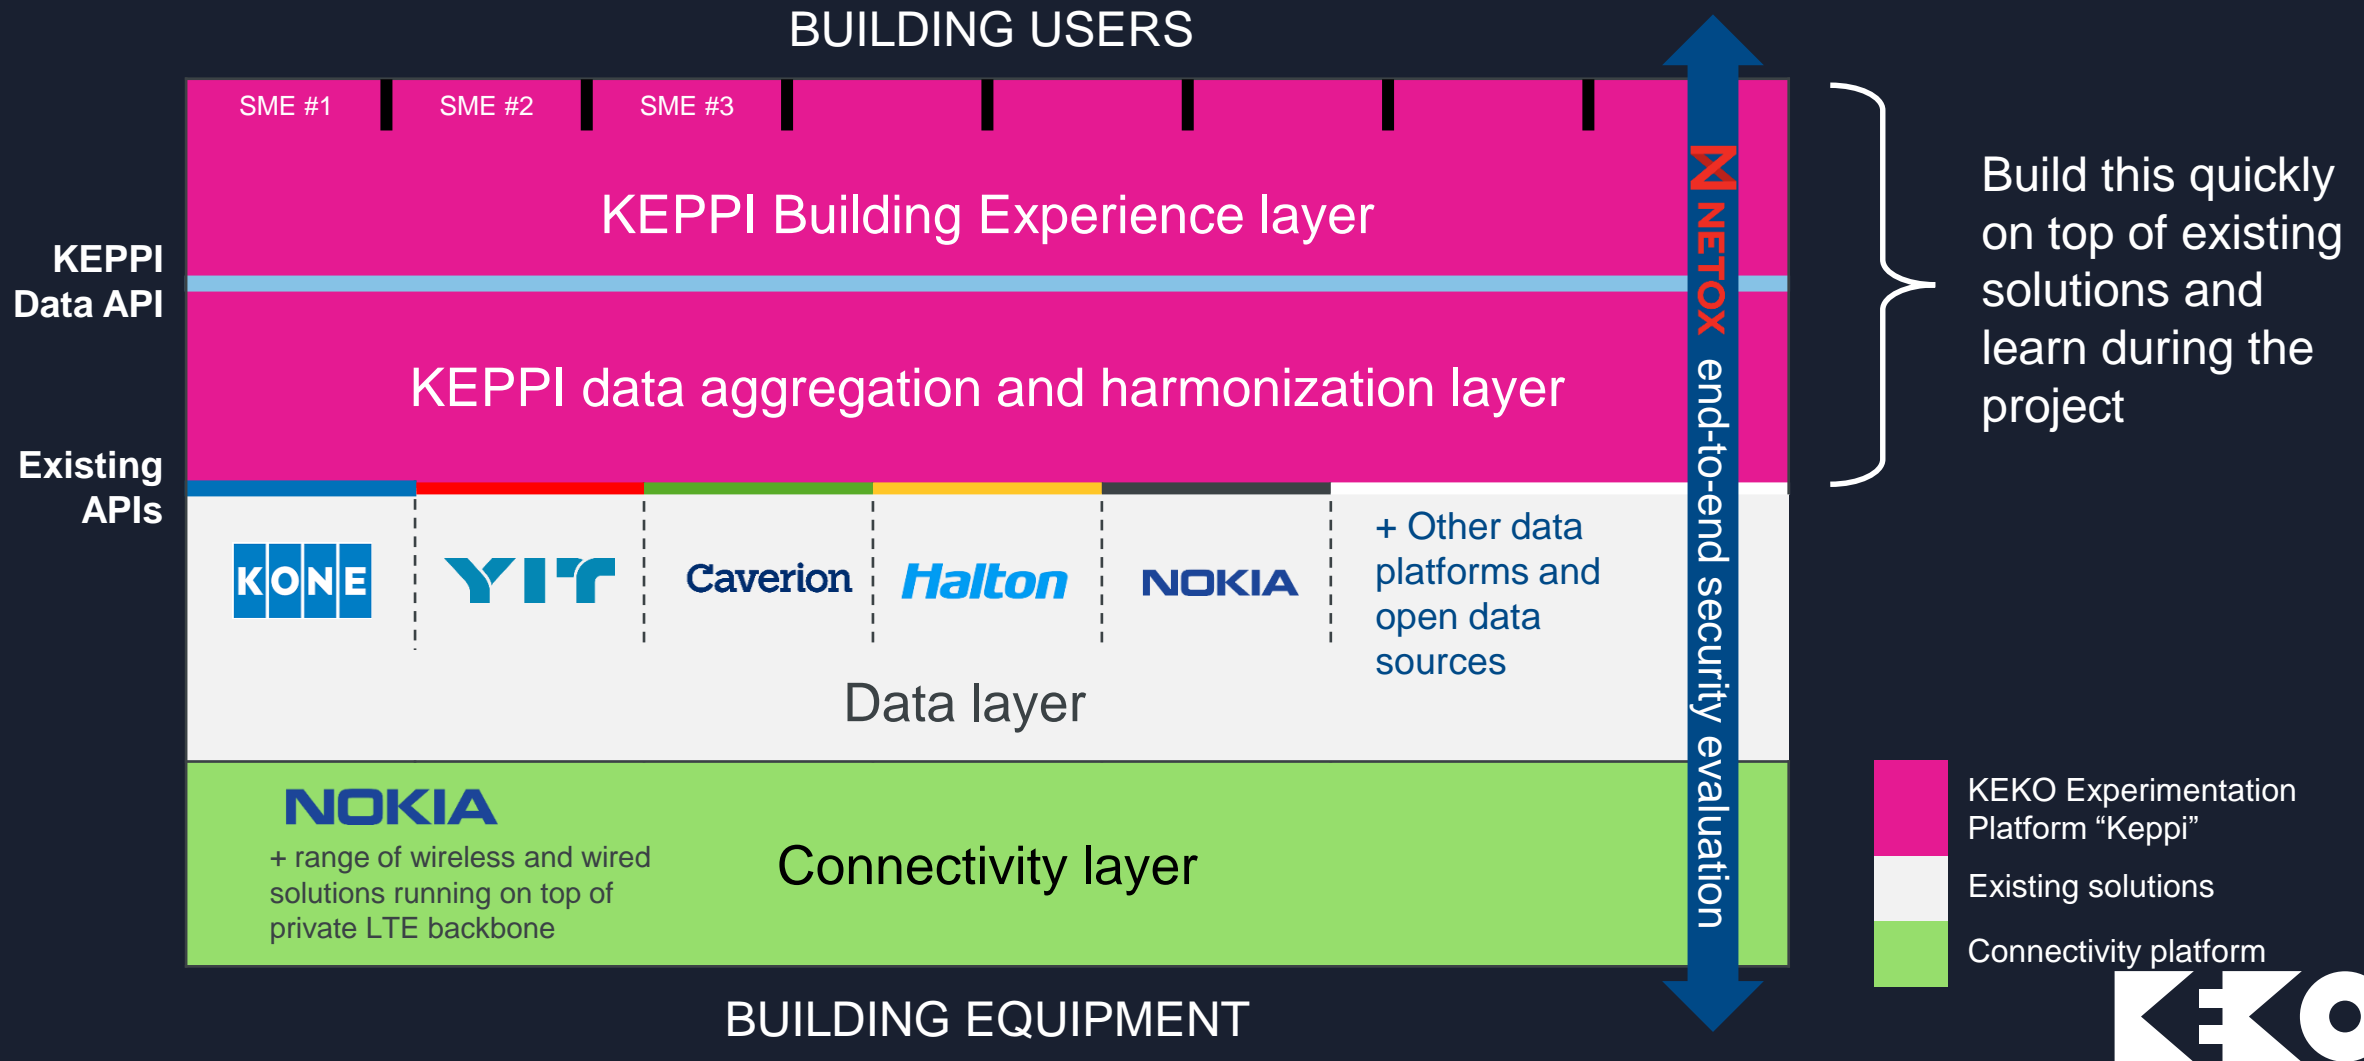 BUILDING USERS
SME #1
SME #2
SME #3
KEPPI Building Experience layer
KEPPI
Data API
KEPPI data aggregation and harmonization layer
Existing
APIs
KONE
YIT
Caverion
Halton
NOKIA
+ Other data
platforms and
open data
sources
Data layer
NOKIA
+ range of wireless and wired
solutions running on top of
private LTE backbone
Connectivity layer
BUILDING EQUIPMENT
NETOX end-to-end security evaluation
Build this quickly
on top of existing
solutions and
learn during the
project
KEKO Experimentation
Platform “Keppi”
Existing solutions
Connectivity platform
KEKO